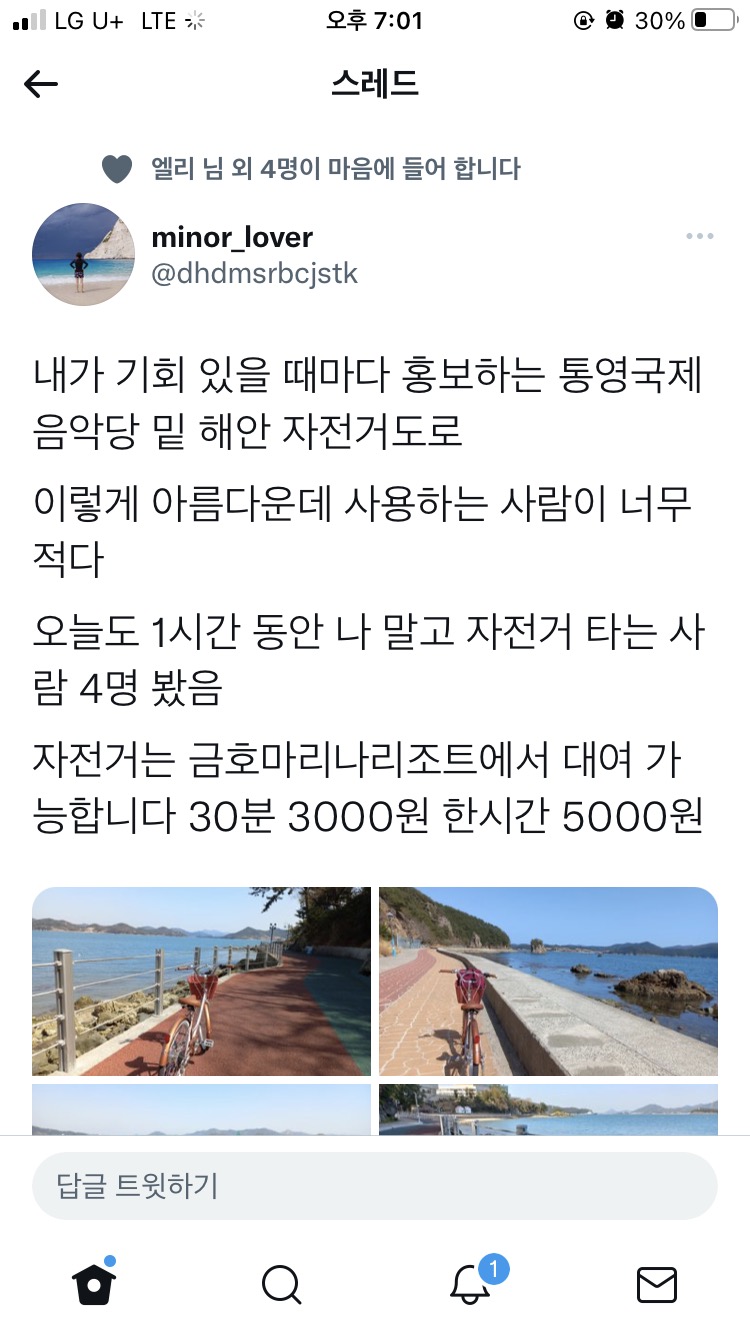 LG U+ LTE 오후 7:01 30%
스레드
엘리 님 외 4명이 마음에 들어 합니다
minor_lover
@dhdmsrbcjstk
내가 기회 있을 때마다 홍보하는 통영국제
음악당 밑 해안 자전거도로
이렇게 아름다운데 사용하는 사람이 너무
적다
오늘도 1시간 동안 나 말고 자전거 타는 사
람 4명 봤음
자전거는 금호마리나리조트에서 대여 가
능합니다 30분 3000원 한시간 5000원
답글 트윗하기
1